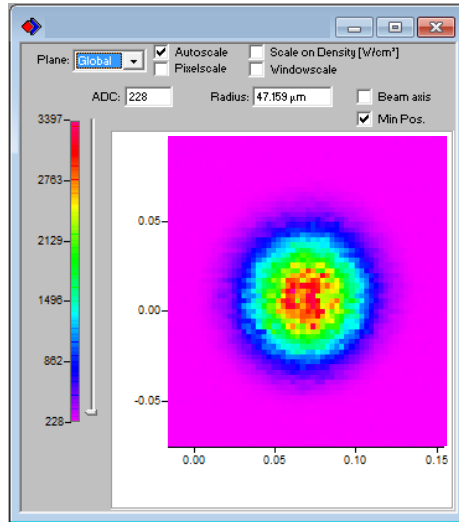 Plane: Global Autoscale Scale on Density [W/cm²]
Pixelscale Windowscale
ADC: 228 Radius: 47.159 µm Beam axis
Min Pos.
3397
2763
2129
1496
862
228
0.05
0.00
-0.05
0.00 0.05 0.10 0.15